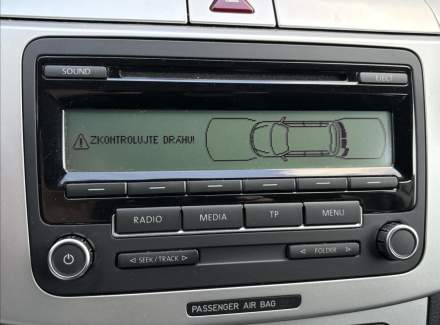 SOUND
EJECT
ZKONTROLUJTE DRÁHU!
RADIO
MEDIA
TP
MENU
SEEK / TRACK
FOLDER
PASSENGER AIR BAG